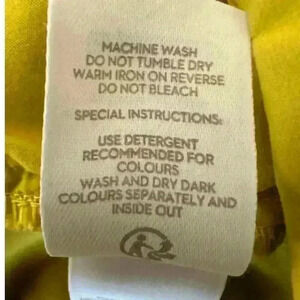 MACHINE WASH
DO NOT TUMBLE DRY
WARM IRON ON REVERSE
DO NOT BLEACH
SPECIAL INSTRUCTIONS:
USE DETERGENT
RECOMMENDED FOR
COLOURS
WASH AND DRY DARK
COLOURS SEPARATELY AND
INSIDE OUT